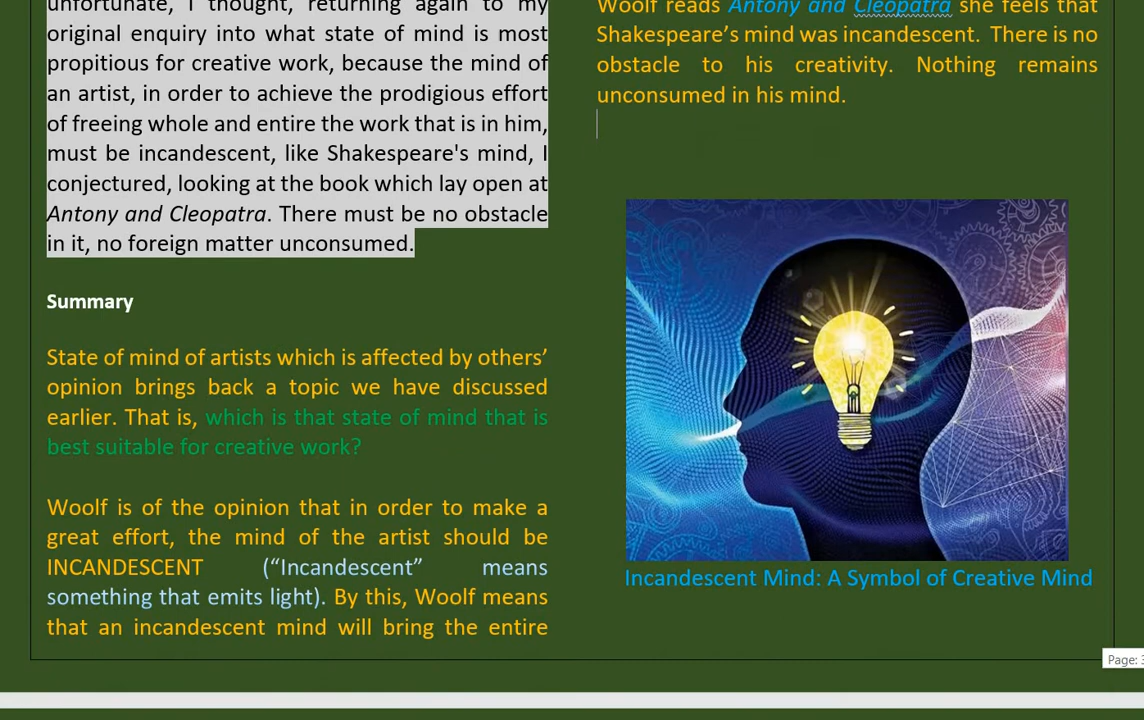 unfortunate, I thought, returning again to my
original enquiry into what state of mind is most
propitious for creative work, because the mind of
an artist, in order to achieve the prodigious effort
of freeing whole and entire the work that is in him,
must be incandescent, like Shakespeare's mind, I
conjectured, looking at the book which lay open at
Antony and Cleopatra. There must be no obstacle
in it, no foreign matter unconsumed.
Summary
State of mind of artists which is affected by others’
opinion brings back a topic we have discussed
earlier. That is, which is that state of mind that is
best suitable for creative work?
Woolf is of the opinion that in order to make a
great effort, the mind of the artist should be
INCANDESCENT (“Incandescent” means
something that emits light). By this, Woolf means
that an incandescent mind will bring the entire
Woolf reads Antony and Cleopatra she feels that
Shakespeare’s mind was incandescent. There is no
obstacle to his creativity. Nothing remains
unconsumed in his mind.
Incandescent Mind: A Symbol of Creative Mind
Page: